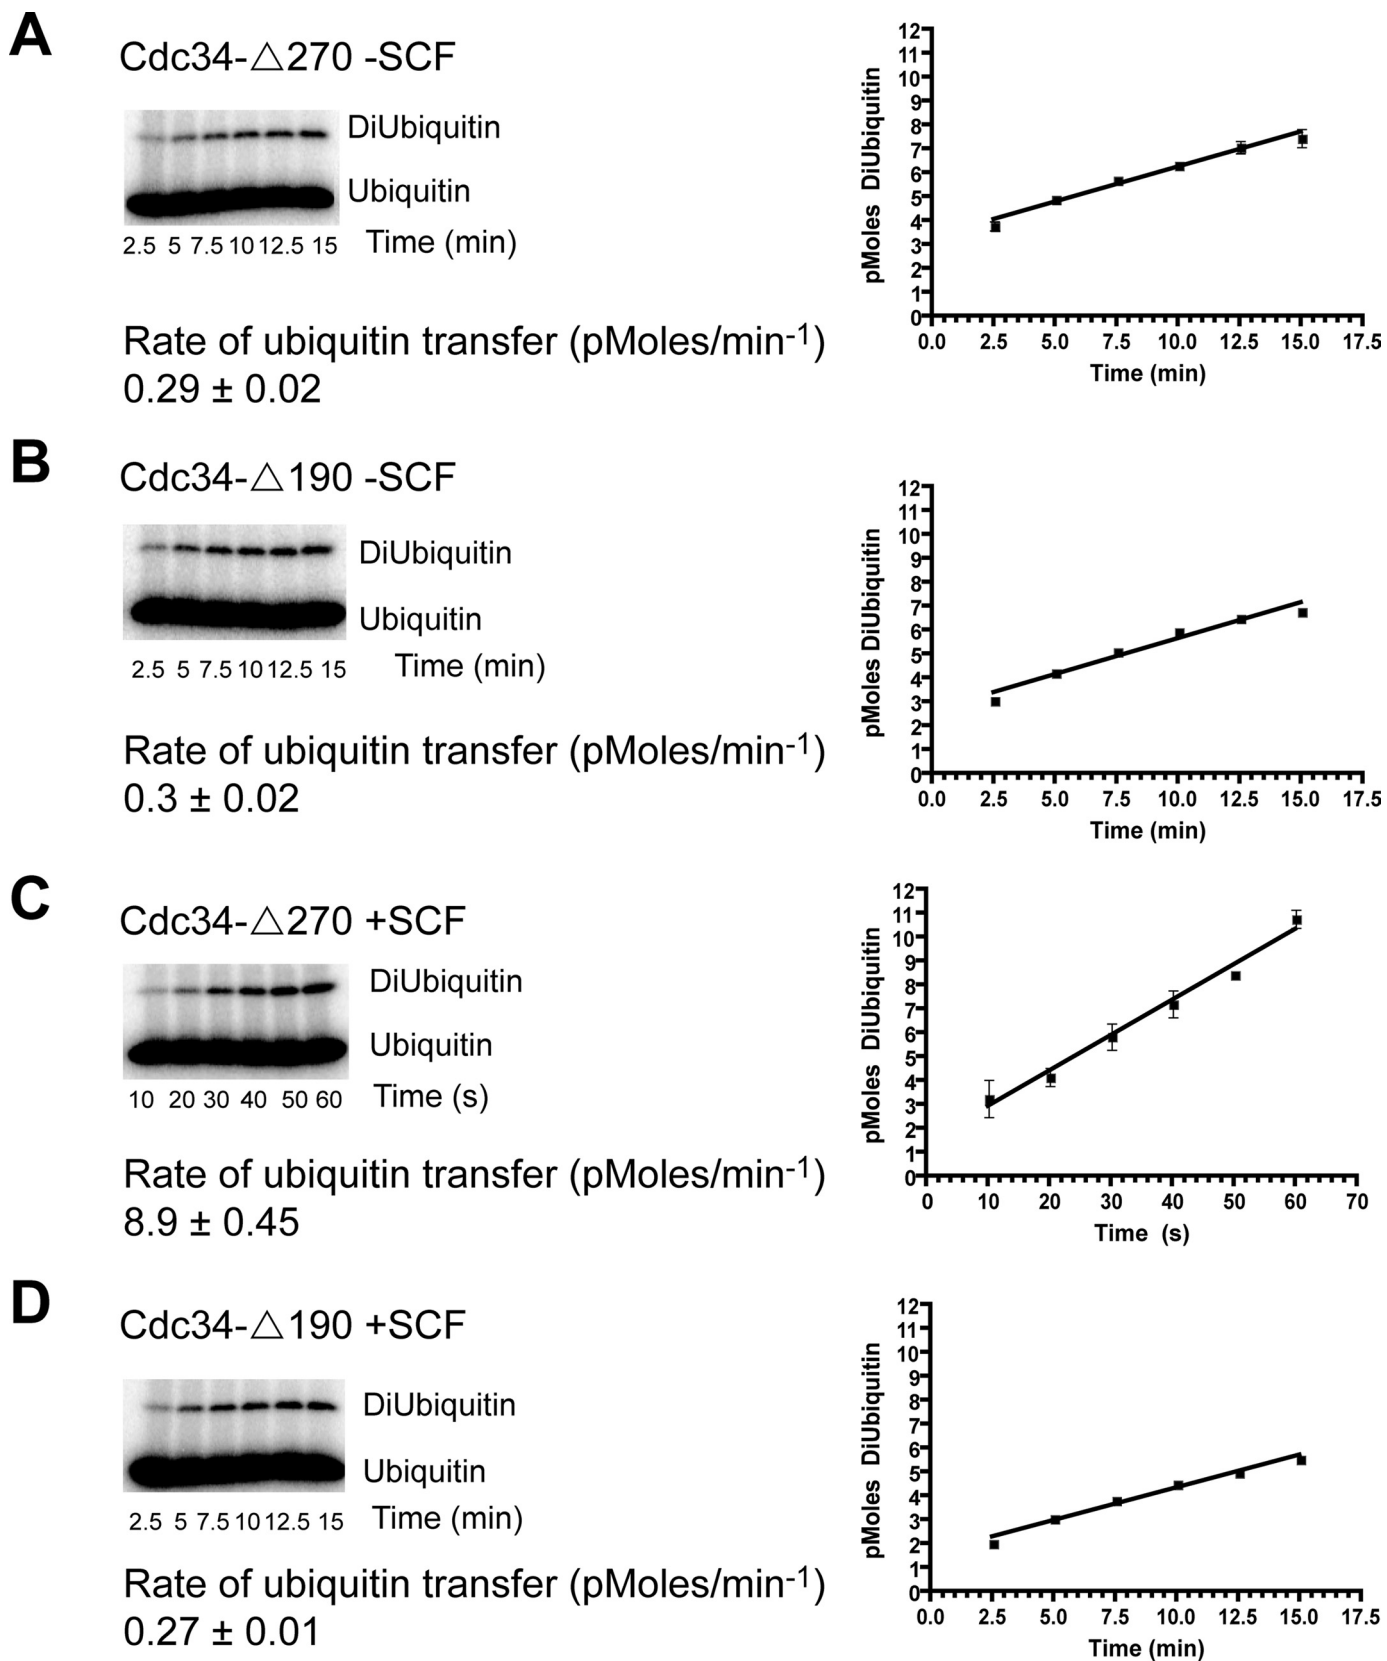 A
Cdc34-△270 -SCF
DiUbiquitin
Ubiquitin
2.5 5 7.5 10 12.5 15 Time (min)
Rate of ubiquitin transfer (pMoles/min-1)
0.29 ± 0.02
pMoles DiUbiquitin
12
11
10
9
8
7
6
5
4
3
2
1
0
0.0 2.5 5.0 7.5 10.0 12.5 15.0 17.5
Time (min)
B
Cdc34-△190 -SCF
DiUbiquitin
Ubiquitin
2.5 5 7.5 10 12.5 15 Time (min)
Rate of ubiquitin transfer (pMoles/min-1)
0.3 ± 0.02
pMoles DiUbiquitin
12
11
10
9
8
7
6
5
4
3
2
1
0
0.0 2.5 5.0 7.5 10.0 12.5 15.0 17.5
Time (min)
C
Cdc34-△270 +SCF
DiUbiquitin
Ubiquitin
10 20 30 40 50 60 Time (s)
Rate of ubiquitin transfer (pMoles/min-1)
8.9 ± 0.45
pMoles DiUbiquitin
12
11
10
9
8
7
6
5
4
3
2
1
0
0 10 20 30 40 50 60 70
Time (s)
D
Cdc34-△190 +SCF
DiUbiquitin
Ubiquitin
2.5 5 7.5 10 12.5 15 Time (min)
Rate of ubiquitin transfer (pMoles/min-1)
0.27 ± 0.01
pMoles DiUbiquitin
12
11
10
9
8
7
6
5
4
3
2
1
0
0.0 2.5 5.0 7.5 10.0 12.5 15.0 17.5
Time (min)